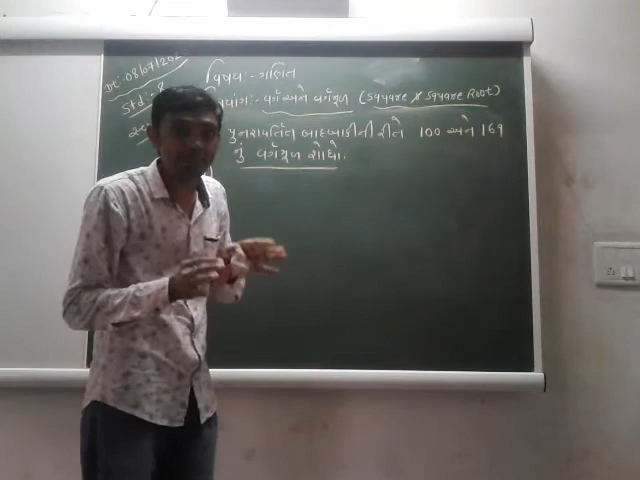 Dt:-08/07/202
વિષય:- ગણિત
Std:-8
:- વર્ગ અને વર્ગમૂળ (Square & Square Root)
પુનરાવર્તિત બાદબાકીની રીતે 100 અને 169
નું વર્ગમૂળ શોધો.